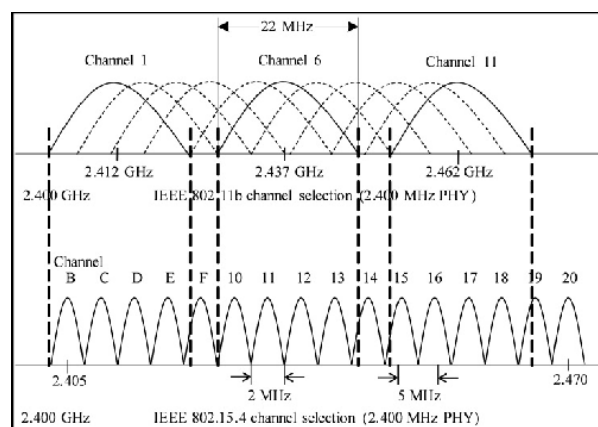 22 MHz
Channel 1 Channel 6 Channel 11
2.412 GHz 2.437 GHz 2.462 GHz
2.400 GHz IEEE 802.11b channel selection (2.400 MHz PHY)
Channel
B C D E F 10 11 12 13 14 15 16 17 18 19 20
2.405 2 MHz 5 MHz 2.470
2.400 GHz IEEE 802.15.4 channel selection (2.400 MHz PHY)